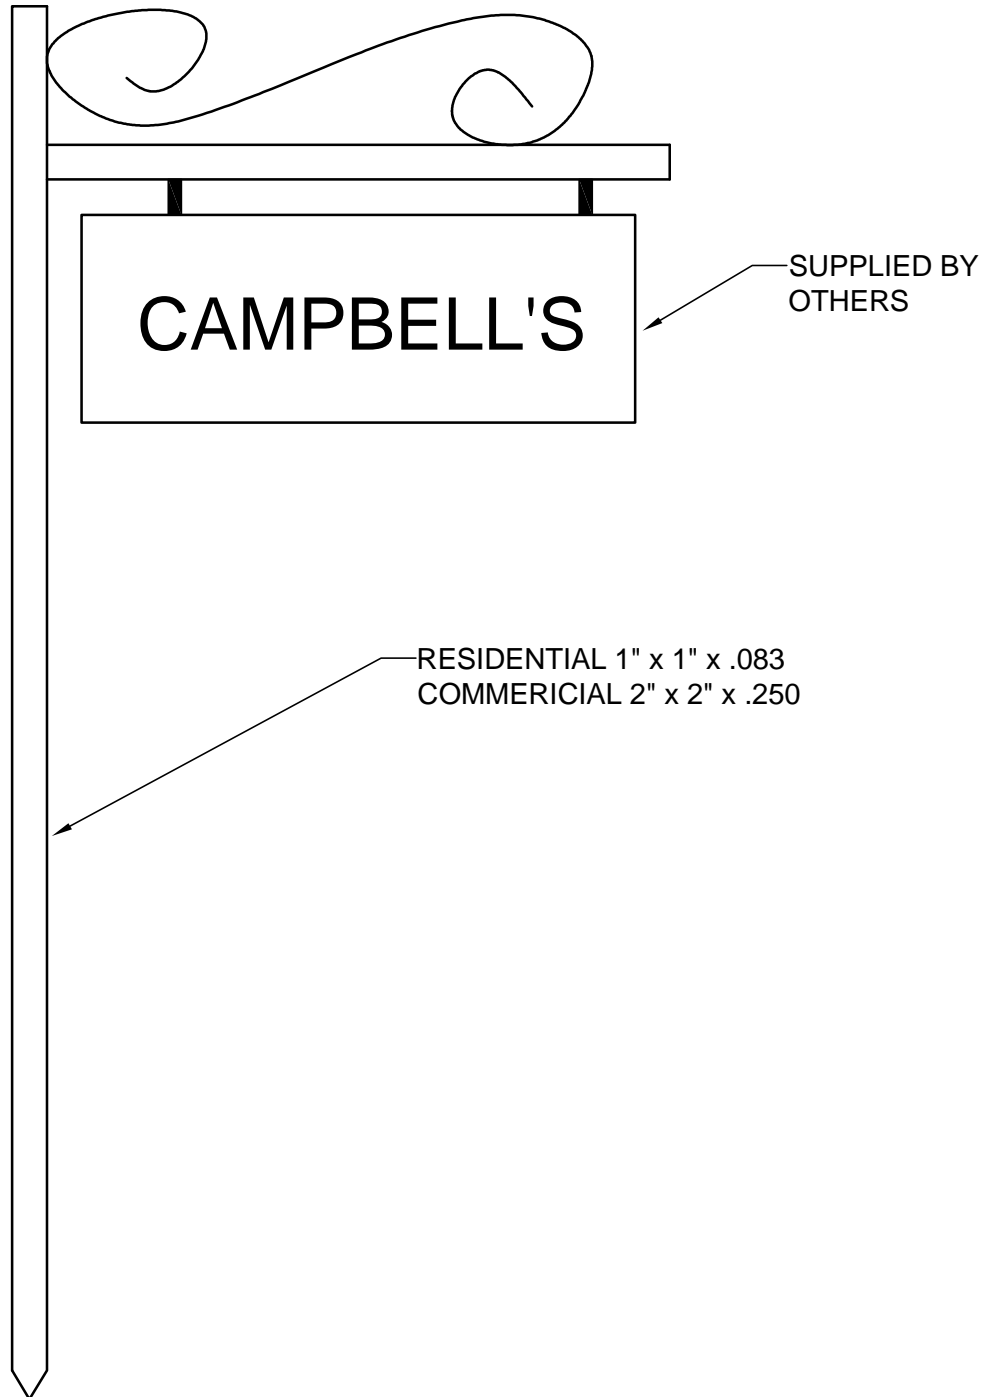 CAMPBELL'S
SUPPLIED BY
OTHERS
RESIDENTIAL 1" x 1" x .083
COMMERICIAL 2" x 2" x .250